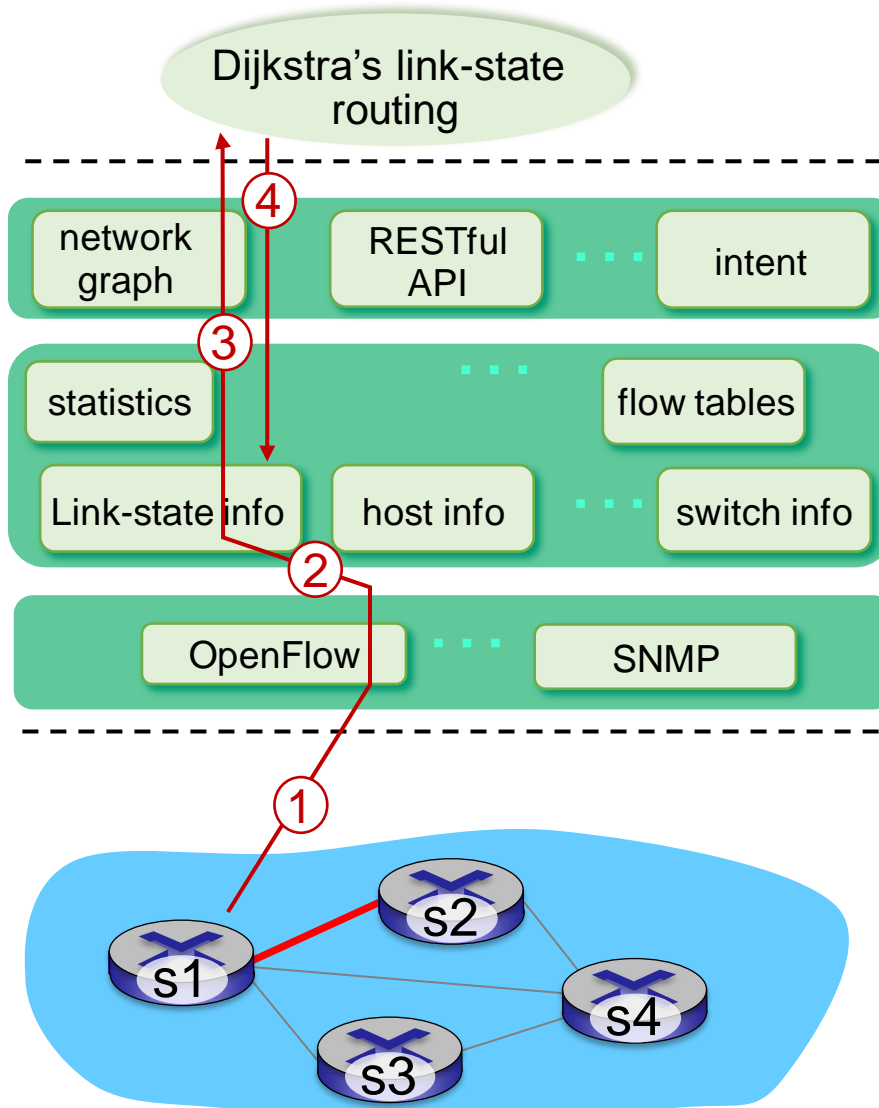 Dijkstra's link-state
routing
4
network
graph
RESTful
API
intent
3
statistics
flow tables
Link-state info
host info
switch info
2
OpenFlow
SNMP
1
s2
s1
s4
s3